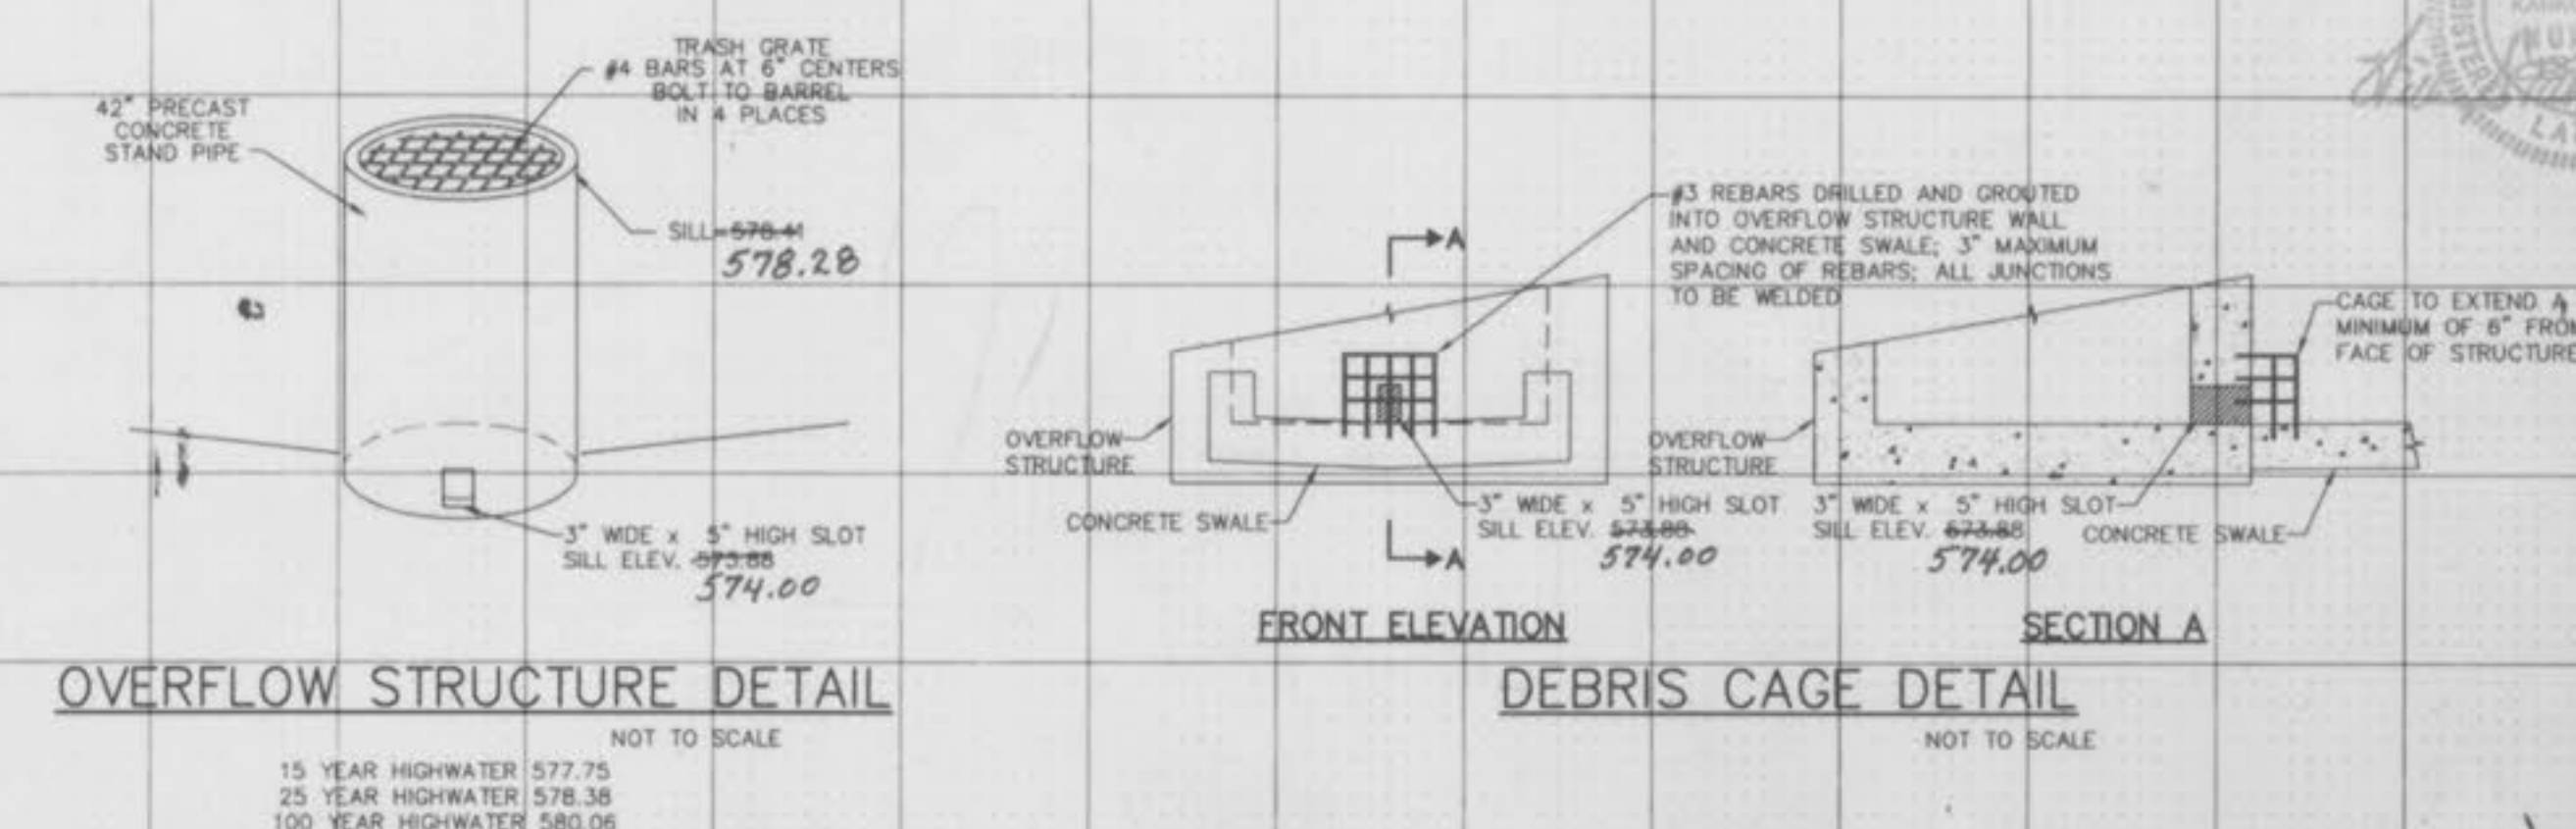 TRASH GRATE
#4 BARS AT 6" CENTERS
BOLT TO BARREL
IN 4 PLACES
42" PRECAST
CONCRETE
STAND PIPE
SILL=578.41
578.28
3" WIDE x 5" HIGH SLOT
SILL ELEV. 573.88
574.00
OVERFLOW STRUCTURE DETAIL
NOT TO SCALE
15 YEAR HIGHWATER 577.75
25 YEAR HIGHWATER 578.38
100 YEAR HIGHWATER 580.06
#3 REBARS DRILLED AND GROUTED
INTO OVERFLOW STRUCTURE WALL
AND CONCRETE SWALE; 3" MAXIMUM
SPACING OF REBARS; ALL JUNCTIONS
TO BE WELDED
A
OVERFLOW
STRUCTURE
CONCRETE SWALE
3" WIDE x 5" HIGH SLOT
SILL ELEV. 573.88
574.00
A
FRONT ELEVATION
CAGE TO EXTEND A
MINIMUM OF 6" FROM
FACE OF STRUCTURE
OVERFLOW
STRUCTURE
3" WIDE x 5" HIGH SLOT
SILL ELEV. 573.88
574.00
CONCRETE SWALE
SECTION A
DEBRIS CAGE DETAIL
NOT TO SCALE